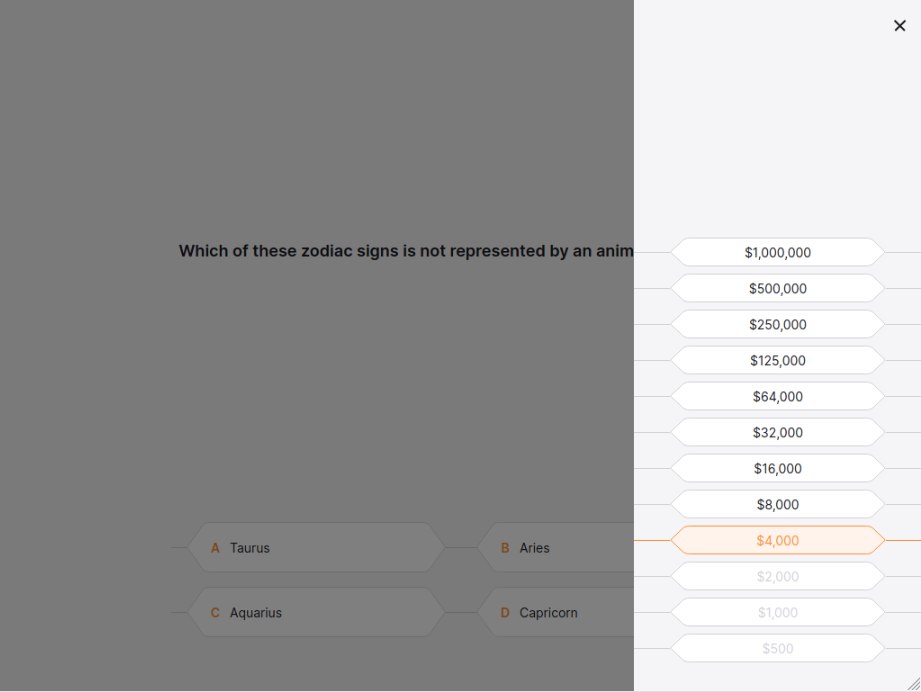 Which of these zodiac signs is not represented by an anim
A Taurus
B Aries
C Aquarius
D Capricorn
$1,000,000
$500,000
$250,000
$125,000
$64,000
$32,000
$16,000
$8,000
$4,000
$2,000
$1,000
$500